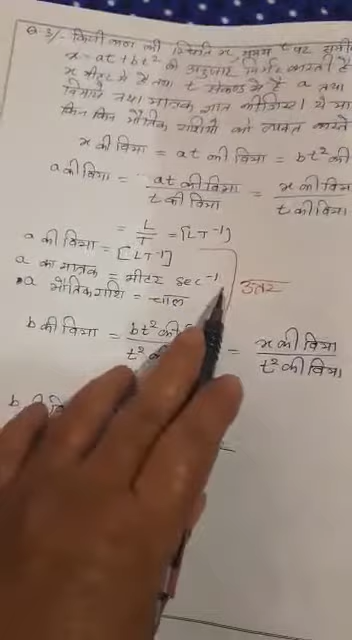 Q.3/- किसी कण की स्थिति x, समय t पर समी
x = at + bt² के अनुसार निर्भर करती है
x मीटर में है तथा t सेकण्ड में है a तथा
विमायें तथा मात्रक ज्ञात कीजिए। ये
किन किन भौतिक राशियों को व्यक्त करते
x की विमा = at की विमा = bt² की
a की विमा = at की विमा / t की विमा = x की विमा / t की विमा
= L/T = [LT⁻¹]
a की विमा = [LT⁻¹]
a का मात्रक = मीटर sec⁻¹
a भौतिक राशि = चाल
उत्तर
b की विमा = bt² की / t² = x की विमा / t² की विमा
b